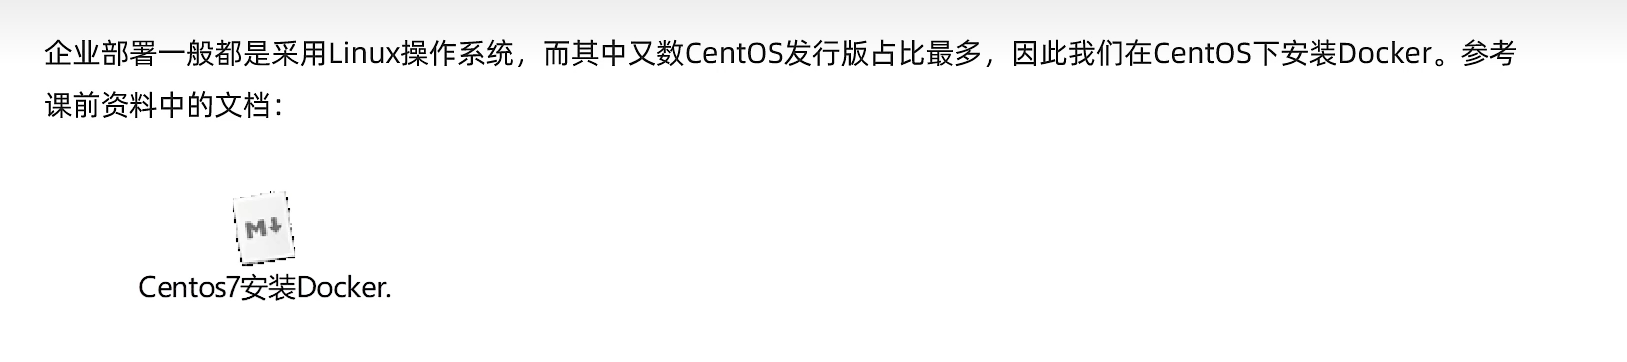 企业部署一般都是采用Linux操作系统，而其中又数CentOS发行版占比最多，因此我们在CentOS下安装Docker。参考
课前资料中的文档：
M
Centos7安装Docker.